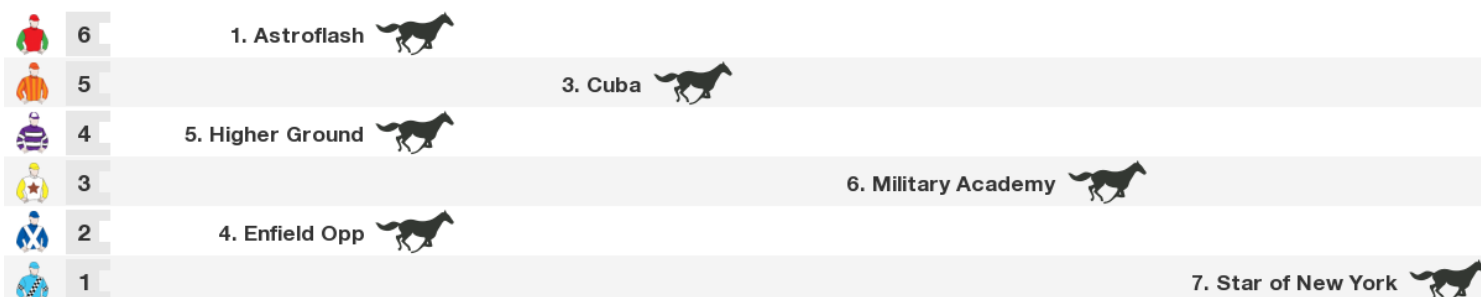 6 1. Astroflash
5 3. Cuba
4 5. Higher Ground
3 6. Military Academy
2 4. Enfield Opp
1 7. Star of New York